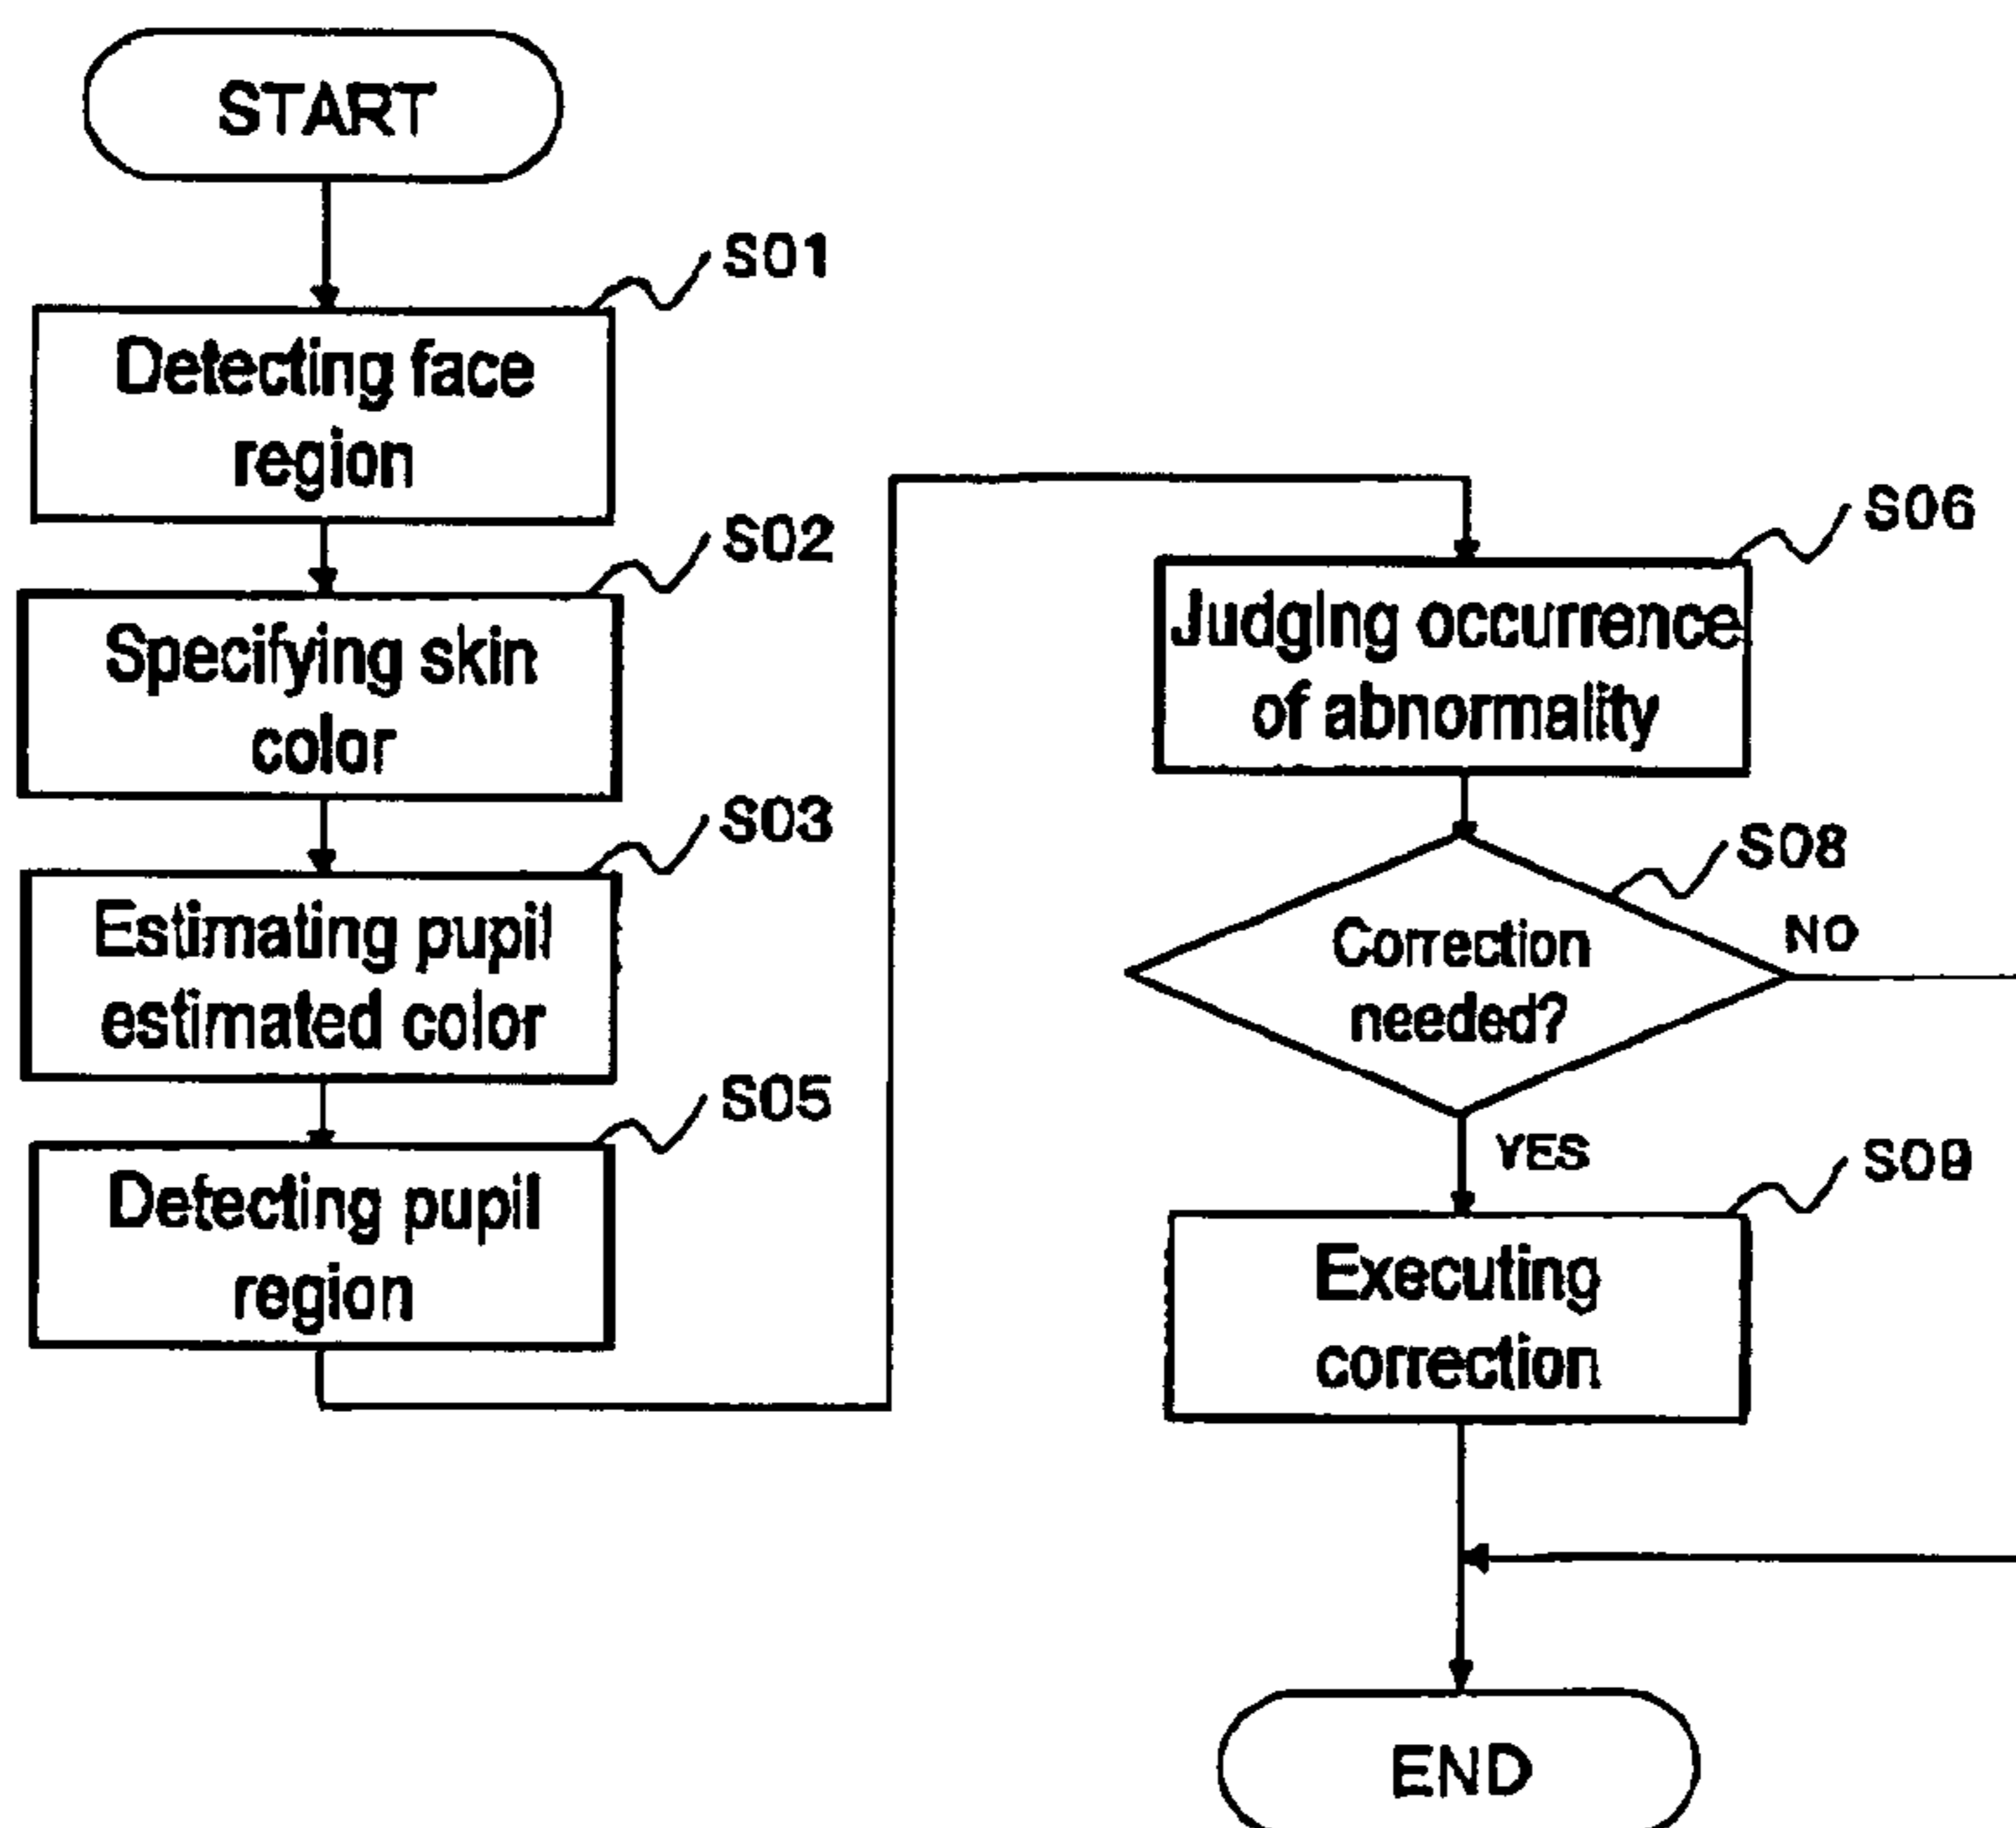 START
S01
Detecting face
region
S02
Specifying skin
color
S03
Estimating pupil
estimated color
S05
Detecting pupil
region
S06
Judging occurrence
of abnormality
S08
Correction
needed?
NO
YES
S09
Executing
correction
END